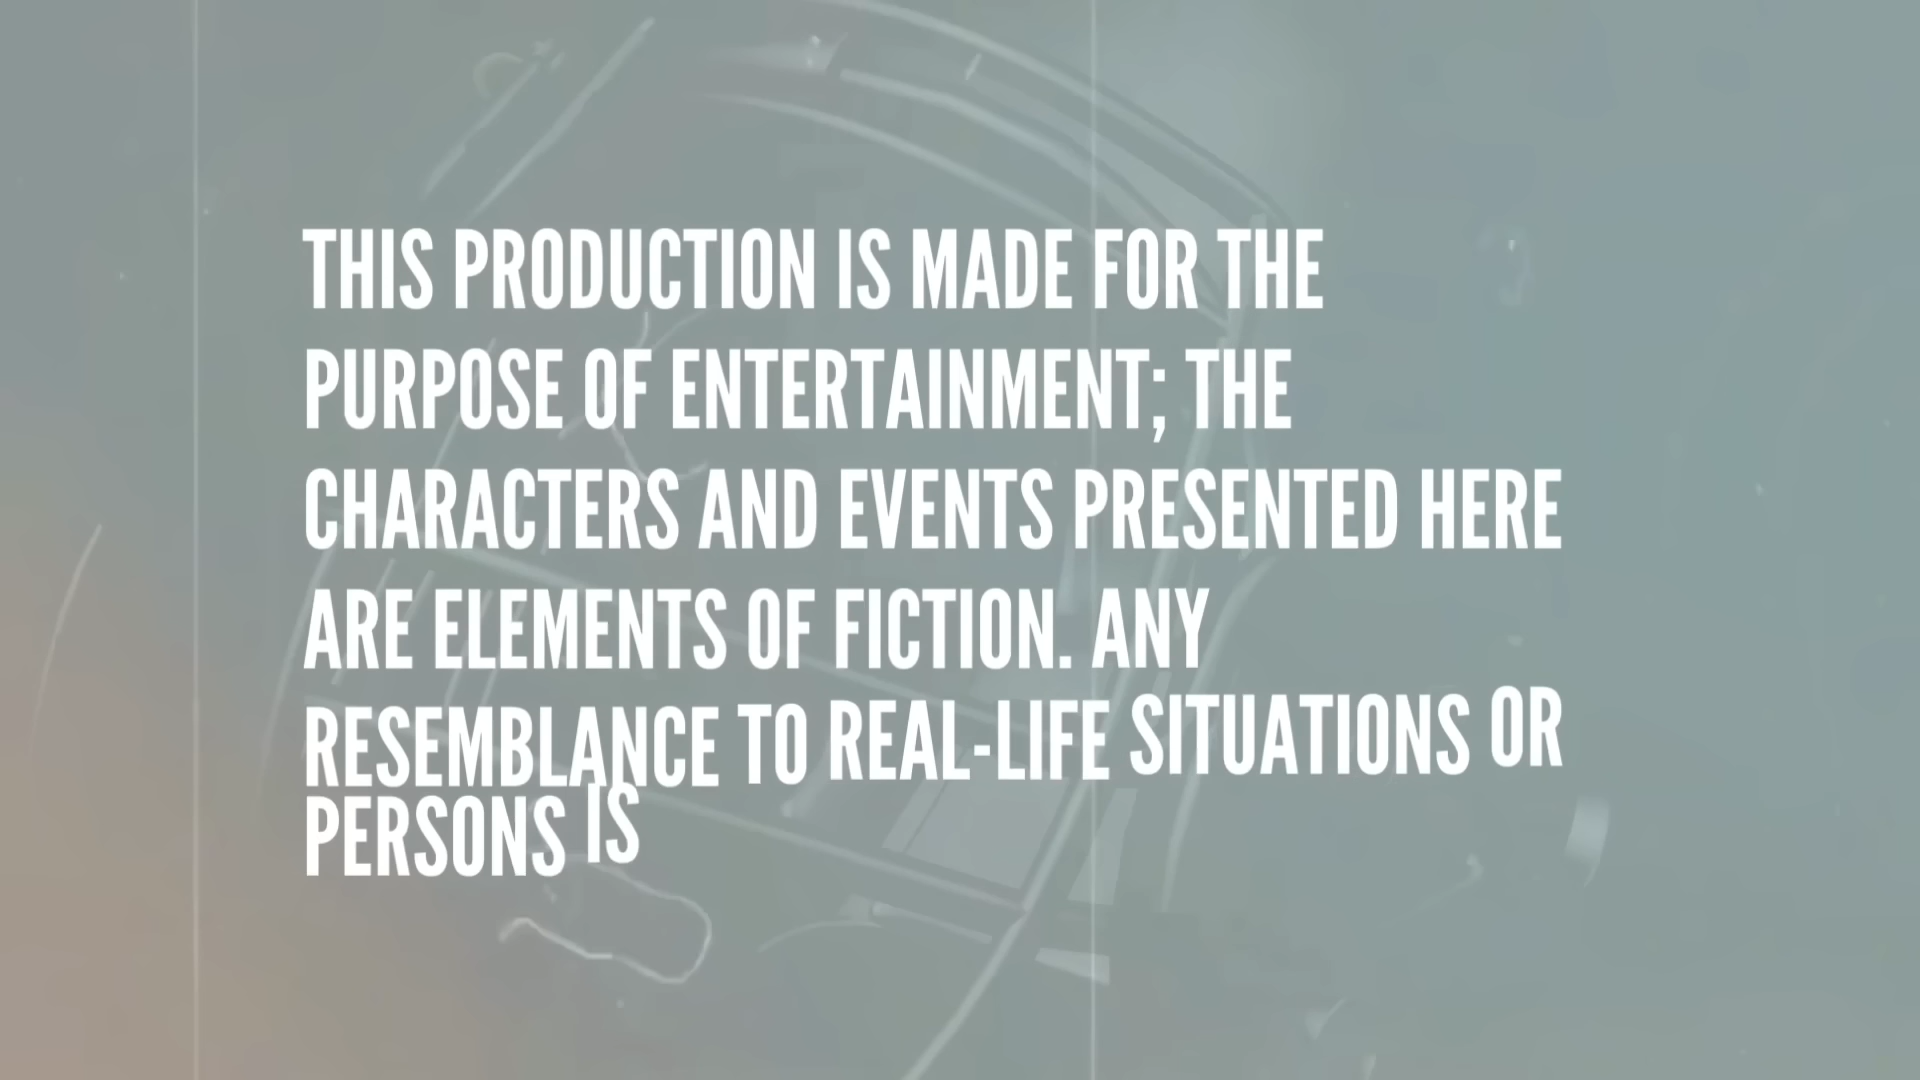 THIS PRODUCTION IS MADE FOR THE
PURPOSE OF ENTERTAINMENT; THE
CHARACTERS AND EVENTS PRESENTED HERE
ARE ELEMENTS OF FICTION. ANY
RESEMBLANCE TO REAL-LIFE SITUATIONS OR
PERSONS IS